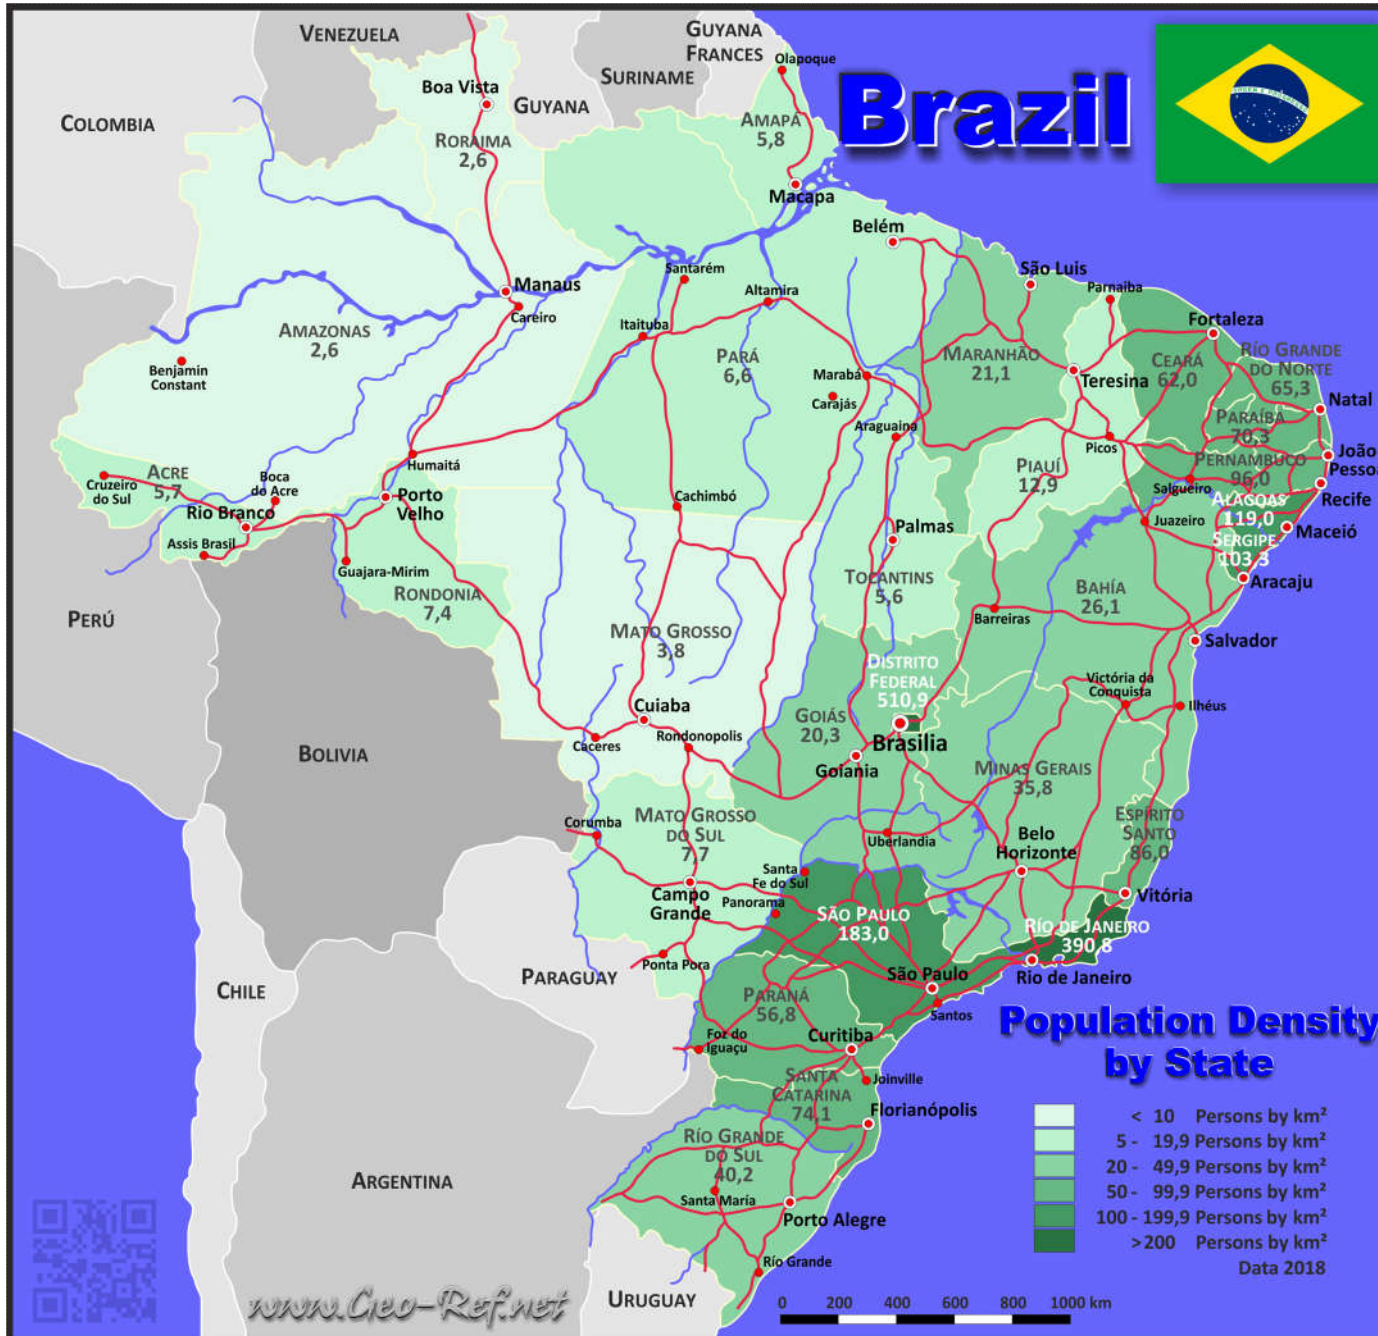 VENEZUELA
GUYANA
FRANCES
SURINAME
GUYANA
COLOMBIA
Brazil
Olapoque
Boa Vista
RORAIMA
2,6
AMAPÁ
5,8
Macapa
Belém
São Luis
Parnaiba
Santarém
Altamira
Manaus
Careiro
Itaituba
Fortaleza
AMAZONAS
2,6
Benjamin
Constant
PARÁ
6,6
Marabá
Carajás
Araguaina
MARANHÃO
21,1
Teresina
CEARÁ
62,0
RÍO GRANDE
DO NORTE
65,3
Natal
PARAÍBA
70,3
João
Pesso
PERNAMBUCO
96,0
Recife
Picos
PIAUÍ
12,9
Salgueiro
ALAGOAS
119,0
Maceió
SERGIPE
103,3
Aracaju
Juazeiro
Humaitá
ACRE
5,7
Cruzeiro
do Sul
Boca
do Acre
Rio Branco
Assis Brasil
Porto
Velho
Guajara-Mirim
RONDONIA
7,4
Cachimbó
Palmas
TOCANTINS
5,6
BAHÍA
26,1
Barreiras
Salvador
PERÚ
MATO GROSSO
3,8
DISTRITO
FEDERAL
510,9
Brasilia
Victória da
Conquista
Ilhéus
Cuiaba
Caceres
Rondonopolis
GOIÁS
20,3
Goiania
BOLIVIA
MINAS GERAIS
35,8
ESPÍRITO
SANTO
86,0
MATO GROSSO
DO SUL
7,7
Corumba
Uberlandia
Belo
Horizonte
Santa
Fe do Sul
Campo
Grande
Panorama
Vitória
SÃO PAULO
183,0
RÍO DE JANEIRO
390,8
Ponta Pora
PARAGUAY
CHILE
São Paulo
Rio de Janeiro
Santos
PARANÁ
56,8
Foz do
Iguaçu
Curitiba
Joinville
SANTA
CATARINA
74,1
Florianópolis
RÍO GRANDE
DO SUL
40,2
Santa María
Porto Alegre
Río Grande
ARGENTINA
URUGUAY
Population Density
by State
< 10 Persons by km²
5 - 19,9 Persons by km²
20 - 49,9 Persons by km²
50 - 99,9 Persons by km²
100 - 199,9 Persons by km²
>200 Persons by km²
Data 2018
www.Geo-Ref.net
0 200 400 600 800 1000 km